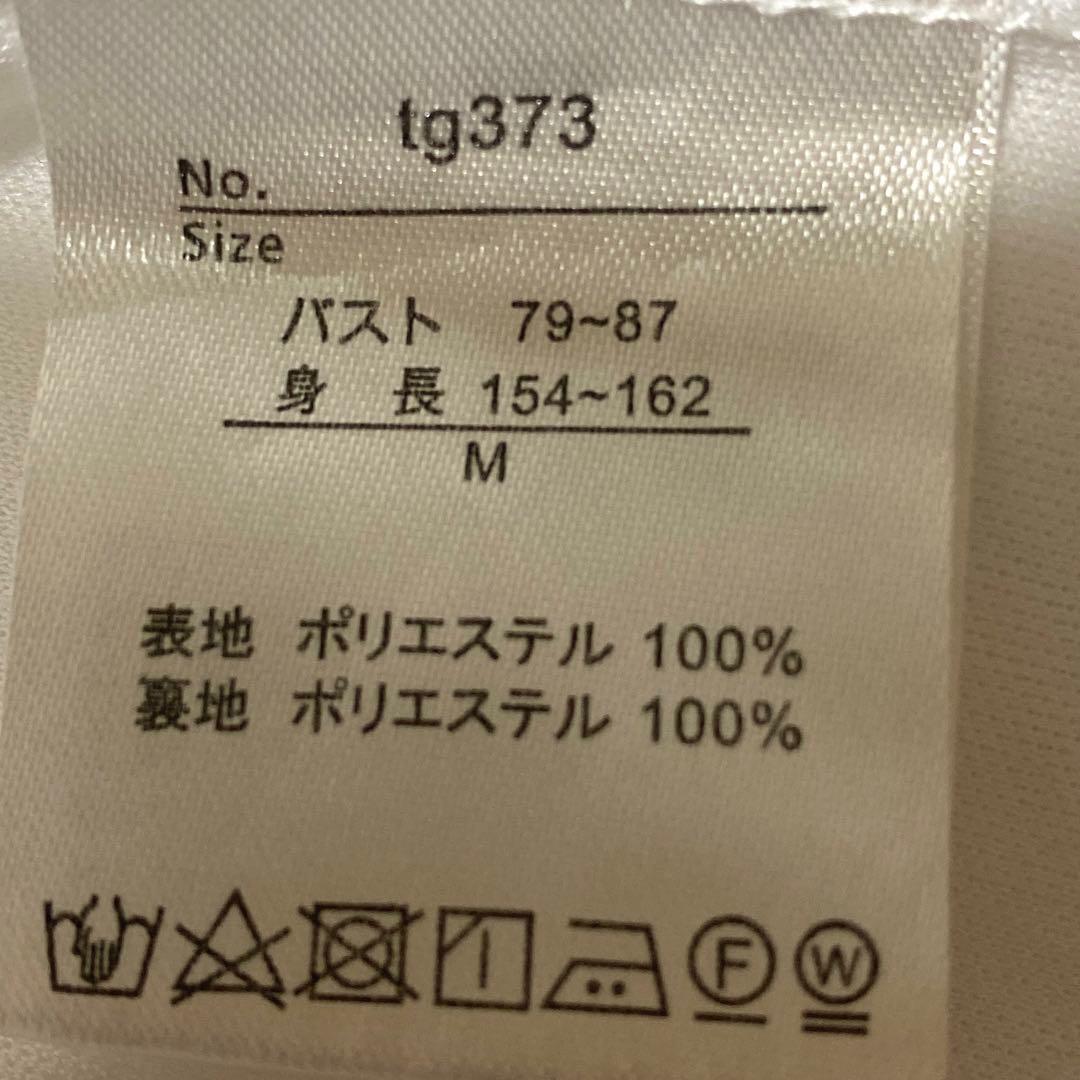 tg373
No.
Size
バスト 79~87
身 長 154~162
M
表地 ポリエステル 100%
裏地 ポリエステル 100%
F W